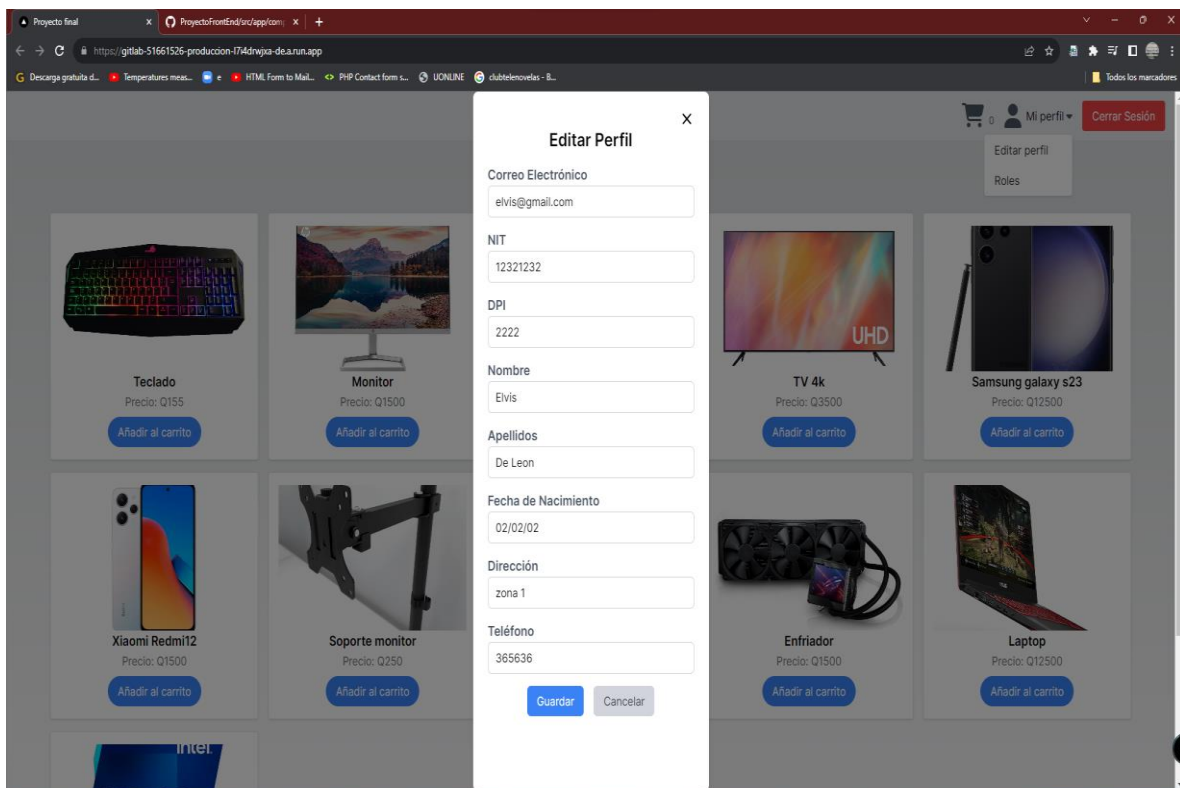 Proyecto final X ProyectoFrontEnd/src/app/com X +
https://gitlab-51661526-produccion-l7i4drwjxa-de.a.run.app
Descarga gratuita d... Temperatures meas... e HTML Form to Mail... PHP Contact form s... UONLINE clubtelenovelas - B... Todos los marcadores
0 Mi perfil Cerrar Sesión
Editar perfil
Roles
X
Editar Perfil
Correo Electrónico
elvis@gmail.com
NIT
12321232
DPI
2222
Nombre
Elvis
Apellidos
De Leon
Fecha de Nacimiento
02/02/02
Dirección
zona 1
Teléfono
365636
Guardar Cancelar
UHD
Teclado Monitor TV 4k Samsung galaxy s23
Precio: Q155 Precio: Q1500 Precio: Q3500 Precio: Q12500
Añadir al carrito Añadir al carrito Añadir al carrito Añadir al carrito
Xiaomi Redmi12 Soporte monitor Enfriador Laptop
Precio: Q1500 Precio: Q250 Precio: Q1500 Precio: Q12500
Añadir al carrito Añadir al carrito Añadir al carrito Añadir al carrito
intel.